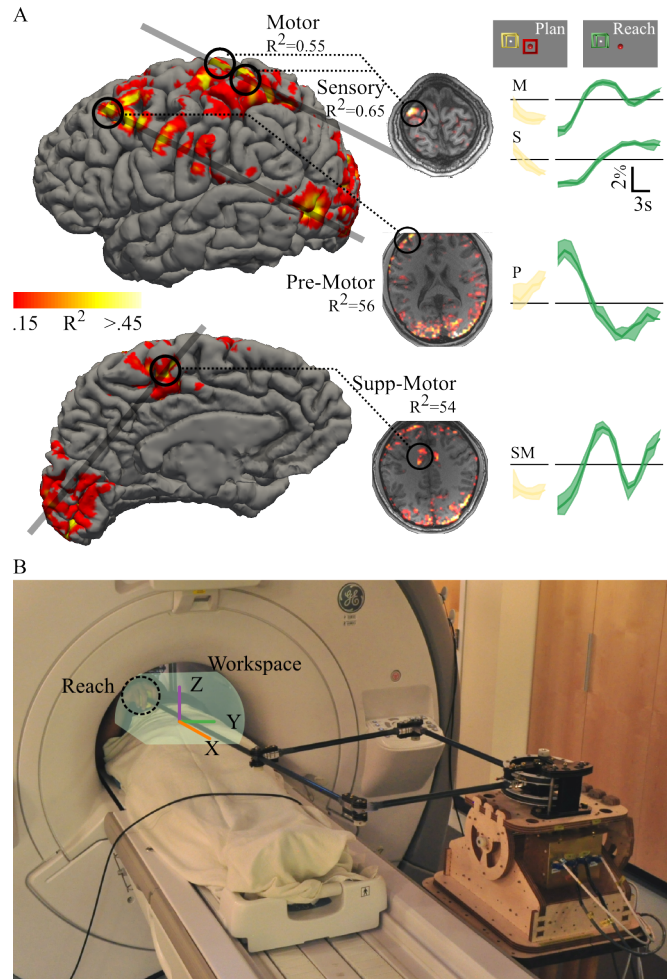 A
Motor
R²=0.55
Sensory
R²=0.65
Plan
Reach
M
S
2%
3s
Pre-Motor
R²=56
P
.15 R² >.45
Supp-Motor
R²=54
SM
B
GE
Workspace
Reach
Z
Y
X